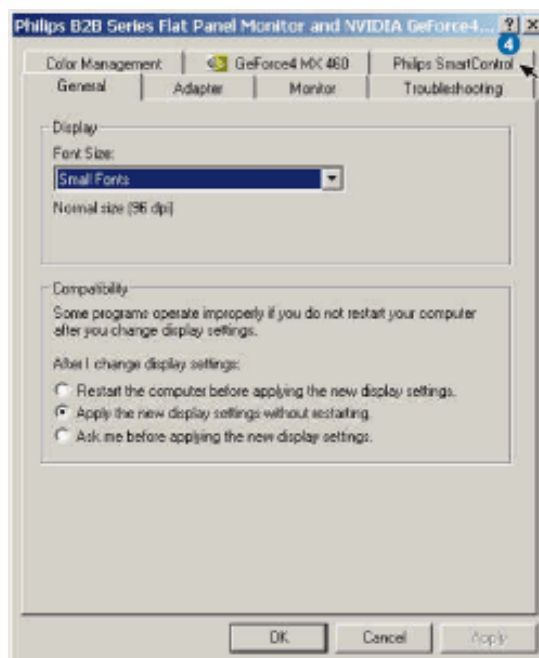 Philips B2B Series Flat Panel Monitor and NVIDIA GeForce4...
4
Color Management
GeForce4 MX 460
Philips SmartControl
General
Adapter
Monitor
Troubleshooting
Display
Font Size:
Small Fonts
Normal size (96 dpi)
Compatibility
Some programs operate improperly if you do not restart your computer
after you change display settings.
After I change display settings:
Restart the computer before applying the new display settings.
Apply the new display settings without restarting.
Ask me before applying the new display settings.
OK
Cancel
Apply